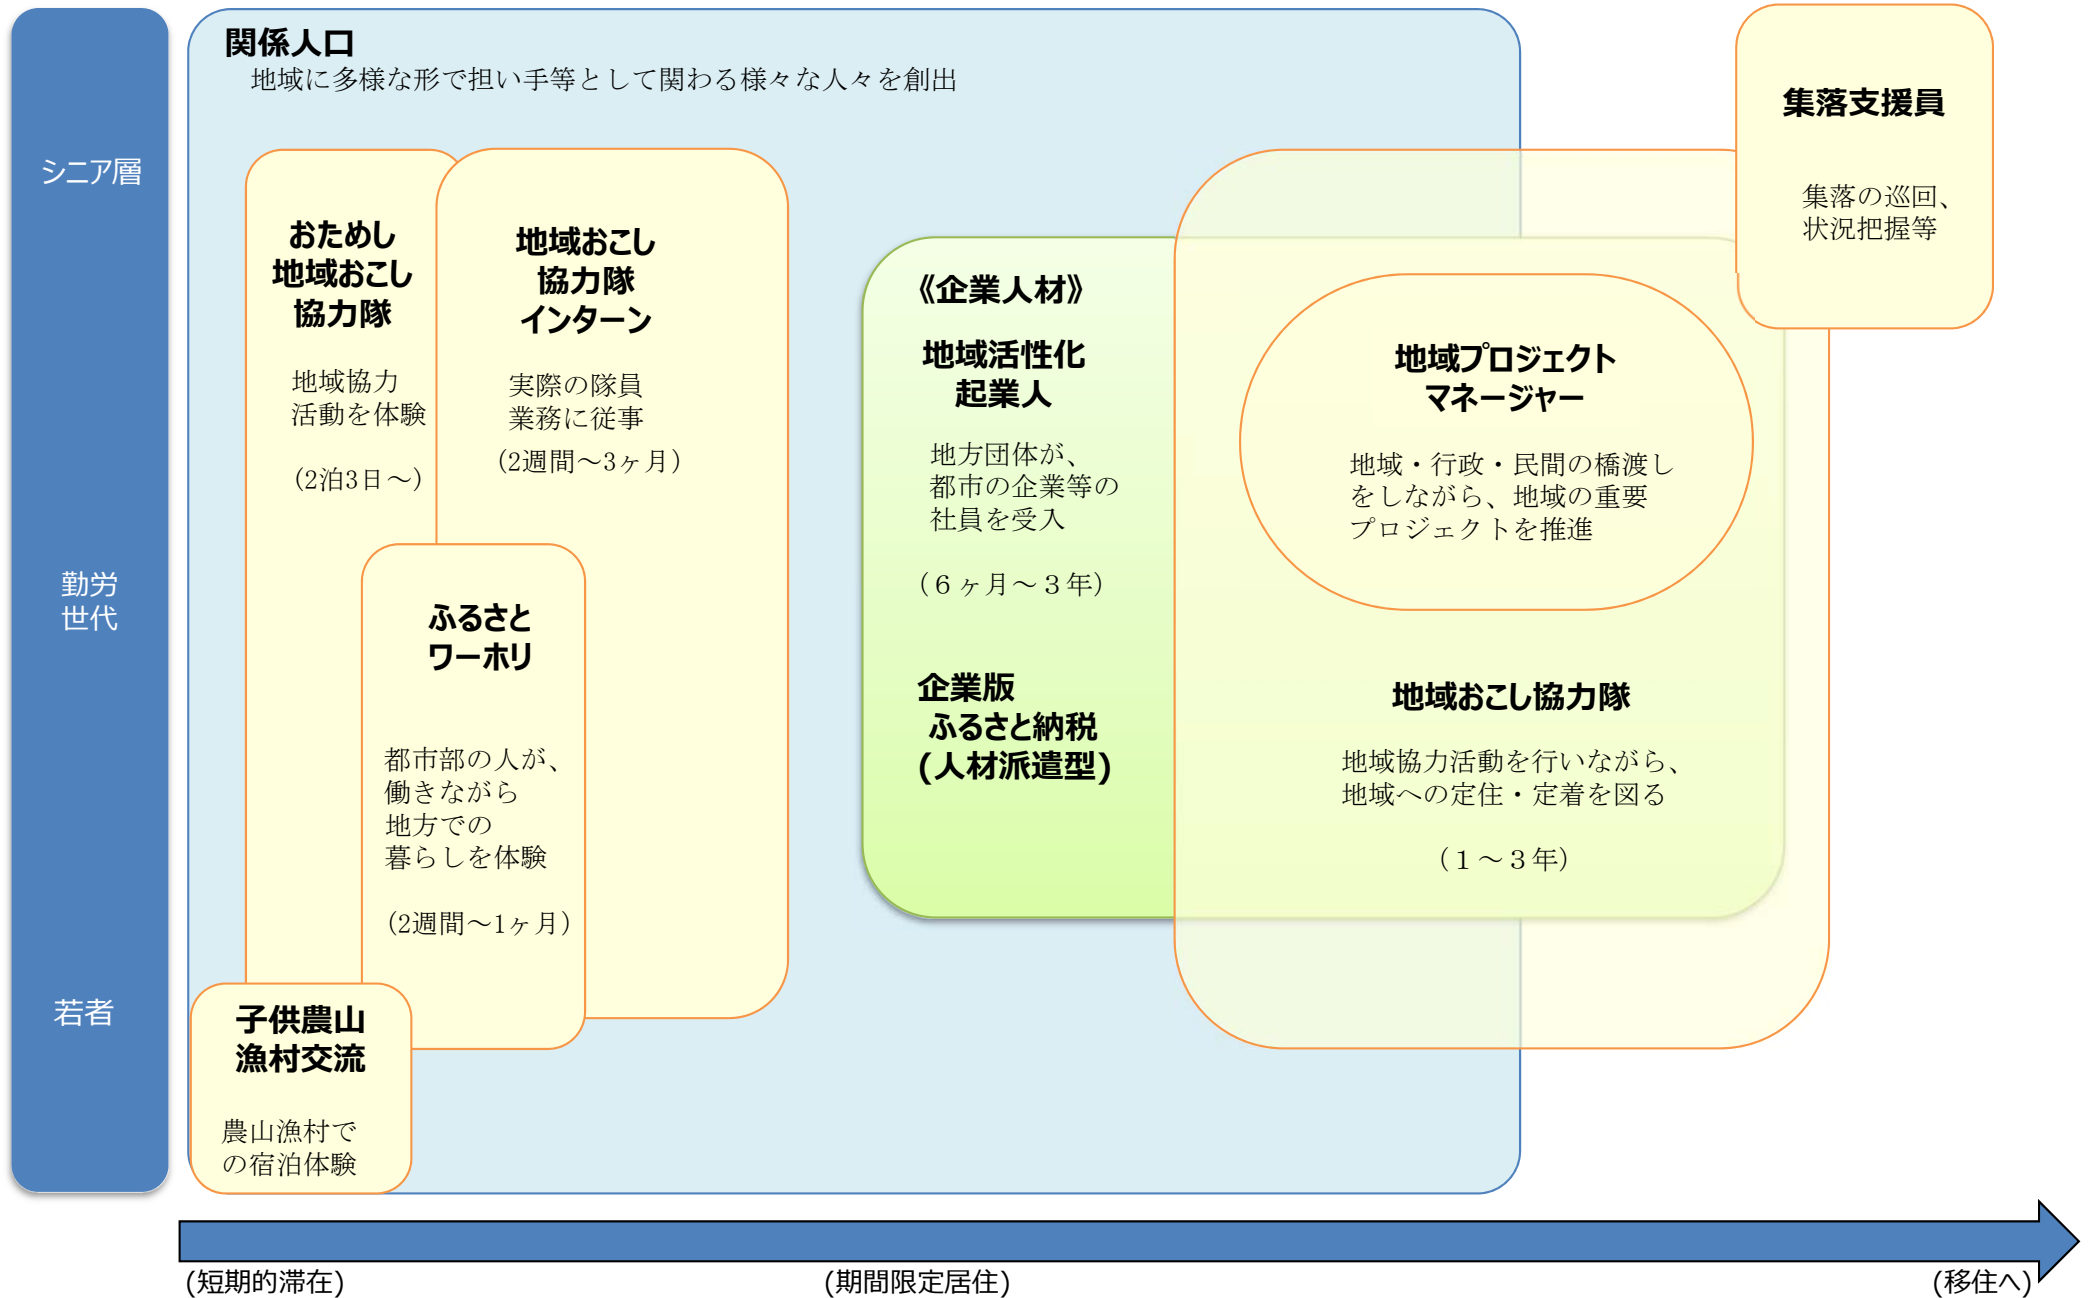 シニア層
勤労
世代
若者
関係人口
地域に多様な形で担い手等として関わる様々な人々を創出
おためし
地域おこし
協力隊
地域協力
活動を体験
（2泊3日～）
地域おこし
協力隊
インターン
実際の隊員
業務に従事
（2週間～3ヶ月）
ふるさと
ワーホリ
都市部の人が、
働きながら
地方での
暮らしを体験
（2週間～1ヶ月）
子供農山
漁村交流
農山漁村で
の宿泊体験
《企業人材》
地域活性化
起業人
地方団体が、
都市の企業等の
社員を受入
（６ヶ月～３年）
企業版
ふるさと納税
(人材派遣型)
地域プロジェクト
マネージャー
地域・行政・民間の橋渡し
をしながら、地域の重要
プロジェクトを推進
地域おこし協力隊
地域協力活動を行いながら、
地域への定住・定着を図る
（１～３年）
集落支援員
集落の巡回、
状況把握等
(短期的滞在)
(期間限定居住)
(移住へ)